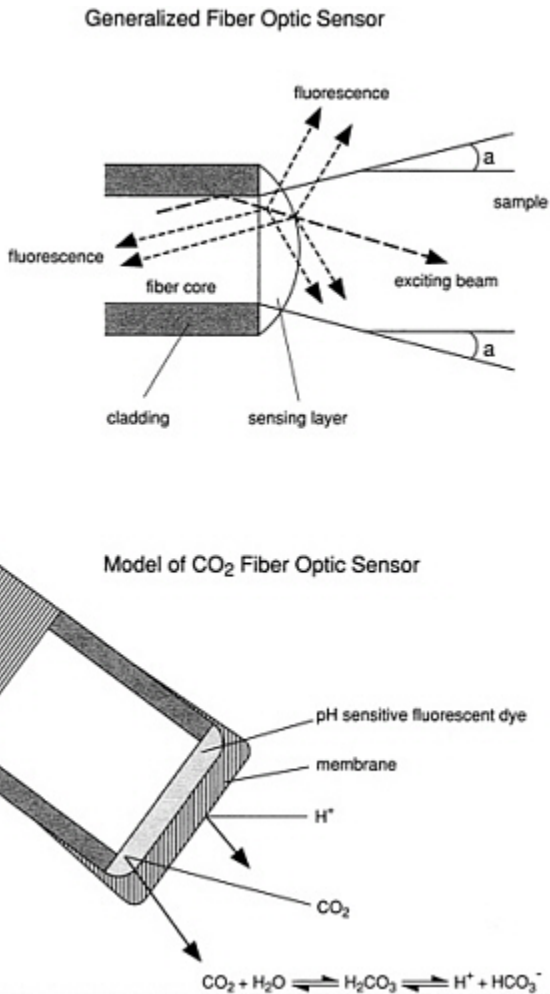 Generalized Fiber Optic Sensor
fluorescence
a
sample
fluorescence
exciting beam
fiber core
a
cladding
sensing layer
Model of CO₂ Fiber Optic Sensor
pH sensitive fluorescent dye
membrane
H⁺
CO₂
CO₂ + H₂O ⇌ H₂CO₃ ⇌ H⁺ + HCO₃⁻